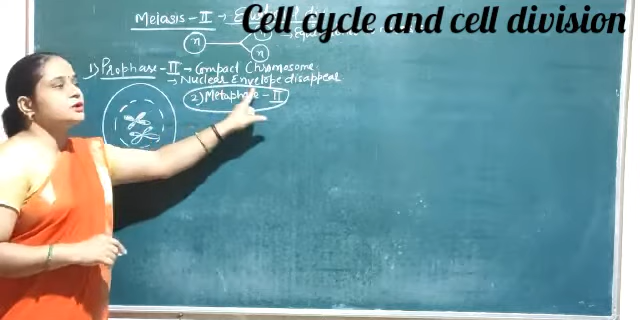 Cell cycle and cell division
Meiosis - II →
n
n
1) Prophase - II → Compact Chromosome.
→ Nuclear Envelope disappear
2) Metaphase - II